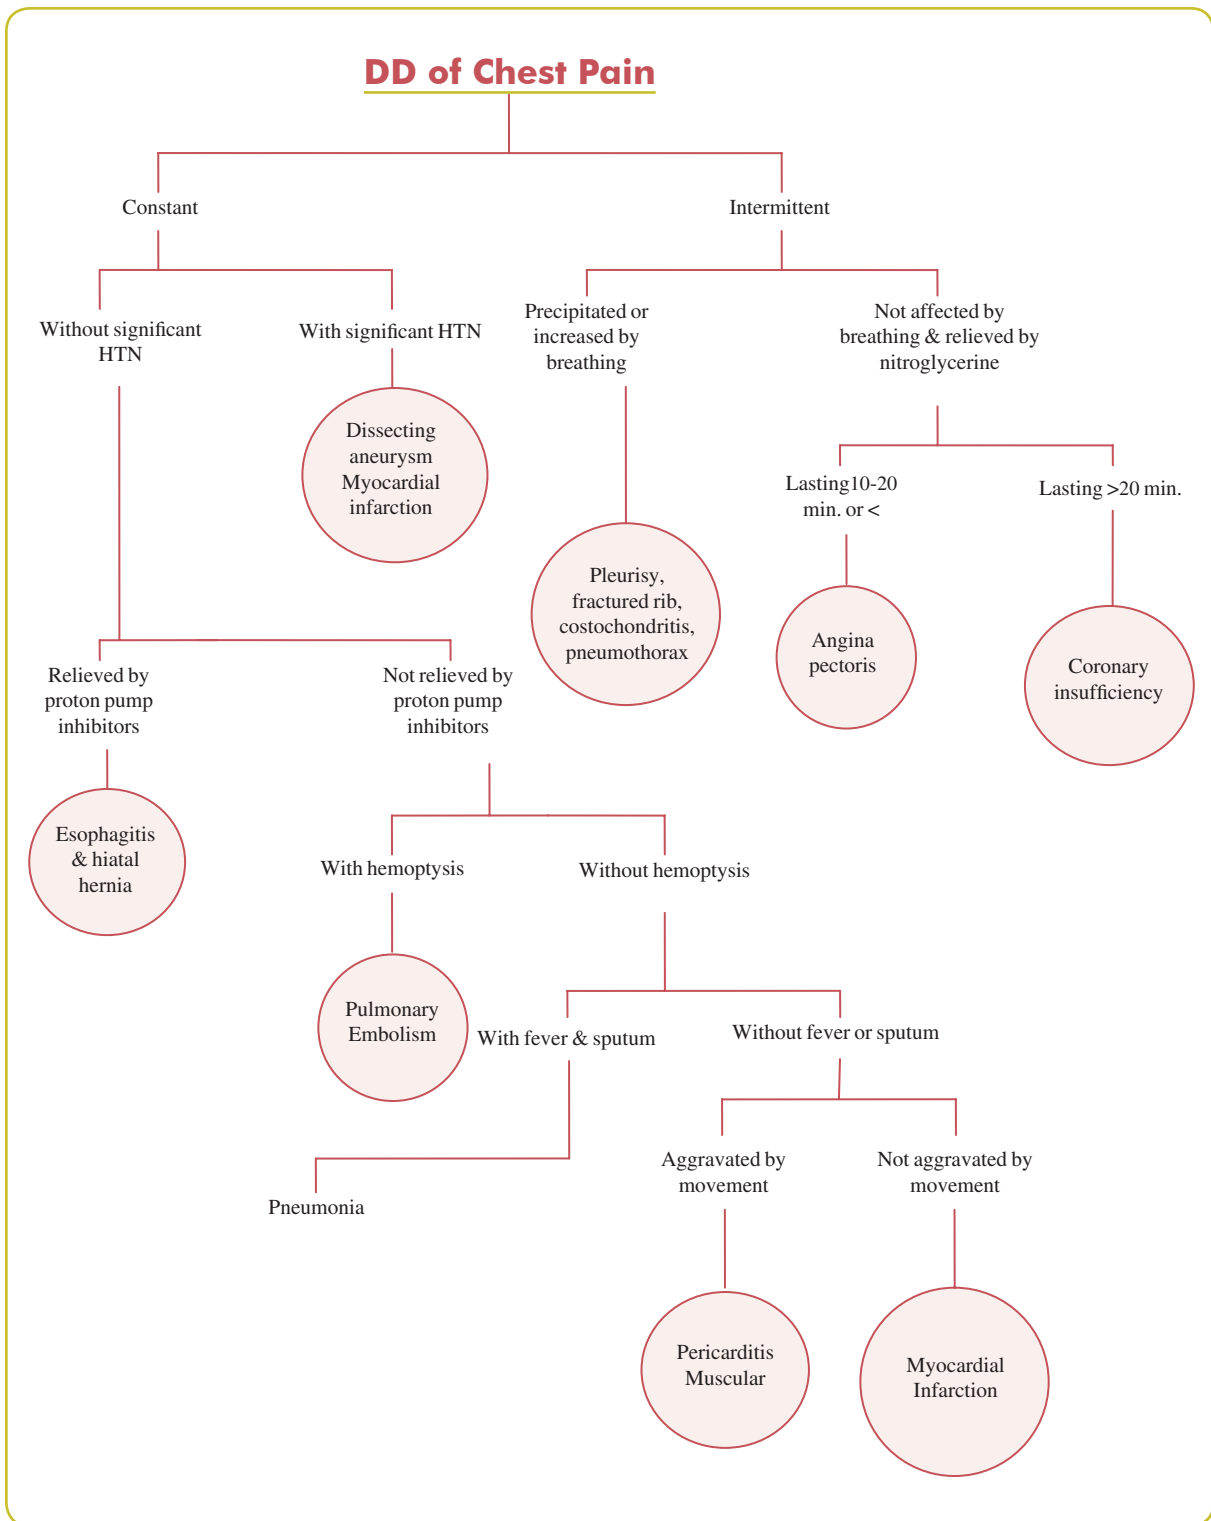 DD of Chest Pain
Constant
Intermittent
Without significant
HTN
With significant HTN
Precipitated or
increased by
breathing
Not affected by
breathing & relieved by
nitroglycerine
Dissecting
aneurysm
Myocardial
infarction
Lasting10-20
min. or <
Lasting >20 min.
Pleurisy,
fractured rib,
costochondritis,
pneumothorax
Angina
pectoris
Coronary
insufficiency
Relieved by
proton pump
inhibitors
Not relieved by
proton pump
inhibitors
Esophagitis
& hiatal
hernia
With hemoptysis
Without hemoptysis
Pulmonary
Embolism
With fever & sputum
Without fever or sputum
Pneumonia
Aggravated by
movement
Not aggravated by
movement
Pericarditis
Muscular
Myocardial
Infarction